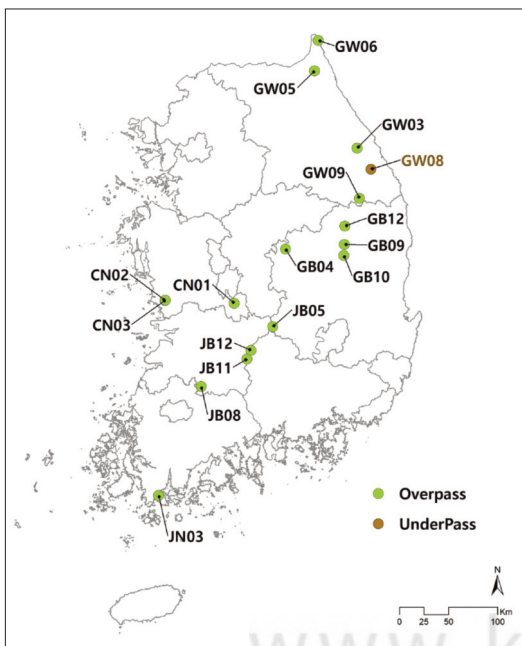 GW06
GW05
GW03
GW08
GW09
GB12
GB09
GB04
GB10
CN02
CN01
CN03
JB05
JB12
JB11
JB08
Overpass
UnderPass
JN03
N
0 25 50 100 Km
www.k